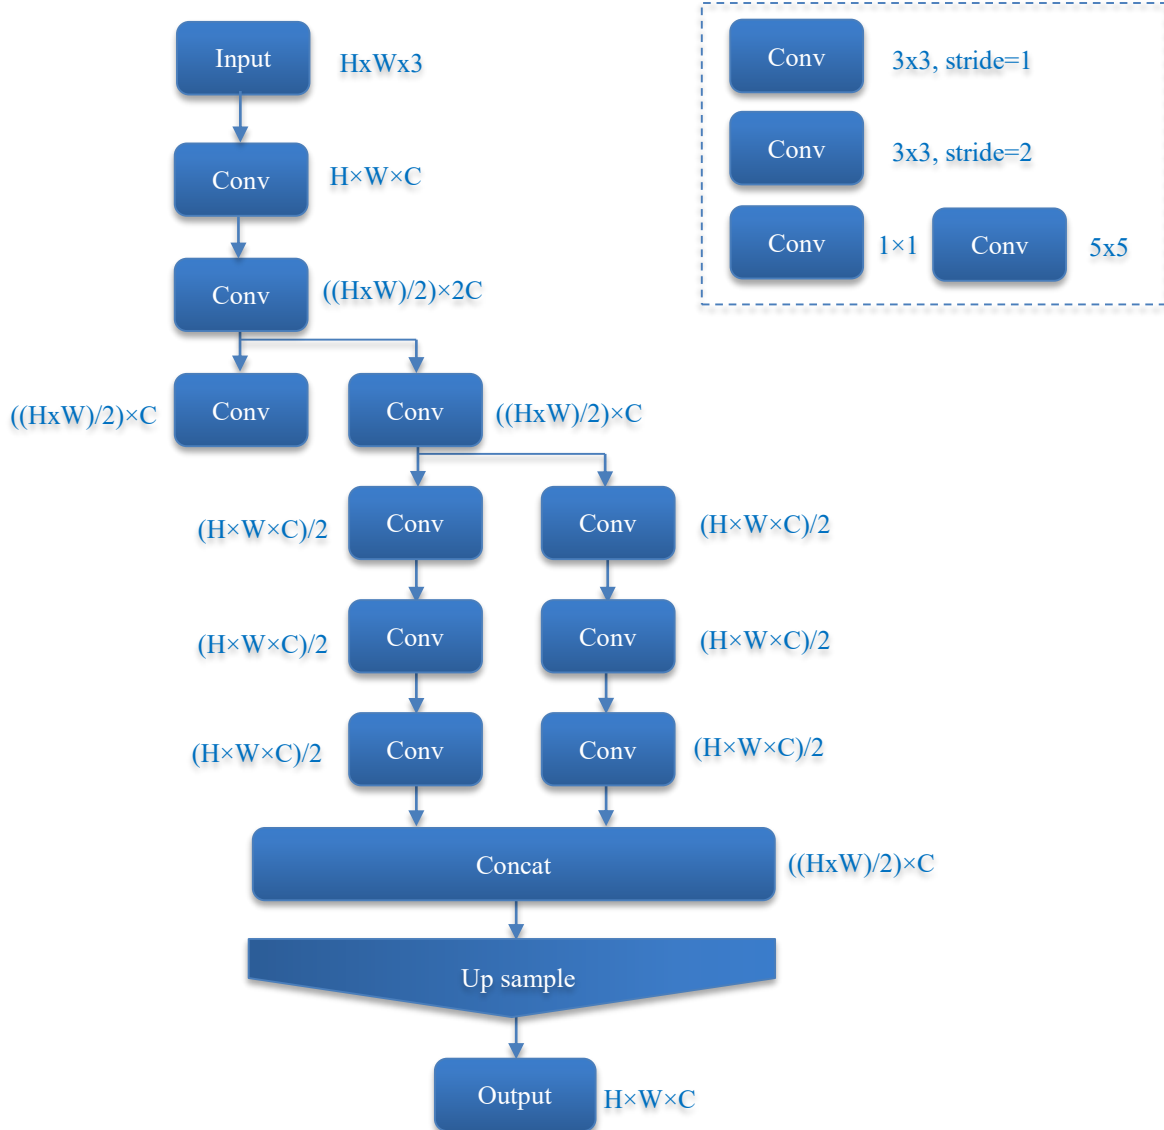 Input
HxWx3
Conv
H×W×C
Conv
((HxW)/2)×2C
((HxW)/2)×C
Conv
Conv
((HxW)/2)×C
(H×W×C)/2
Conv
Conv
(H×W×C)/2
(H×W×C)/2
Conv
Conv
(H×W×C)/2
(H×W×C)/2
Conv
Conv
(H×W×C)/2
Concat
((HxW)/2)×C
Up sample
Output
H×W×C
Conv
3x3, stride=1
Conv
3x3, stride=2
Conv
1×1
Conv
5x5